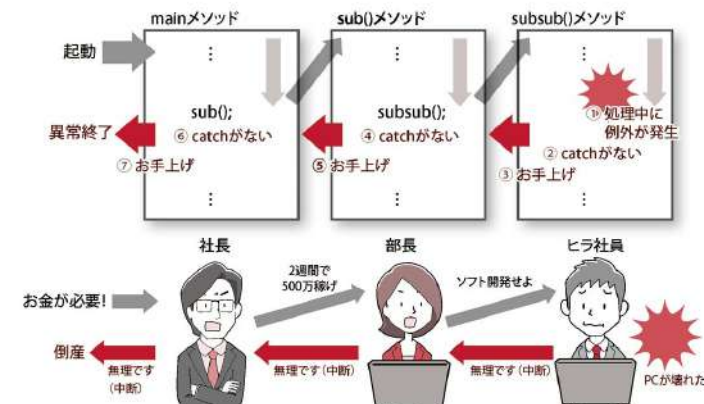 mainメソッド
sub()メソッド
subsub()メソッド
起動
⋮
⋮
⋮
sub();
subsub();
① 処理中に
例外が発生
異常終了
⑥ catchがない
④ catchがない
② catchがない
⑦ お手上げ
⑤ お手上げ
③ お手上げ
⋮
⋮
⋮
社長
部長
ヒラ社員
お金が必要!
2週間で
500万稼げ
ソフト開発せよ
倒産
無理です
(中断)
無理です(中断)
無理です(中断)
PCが壊れた